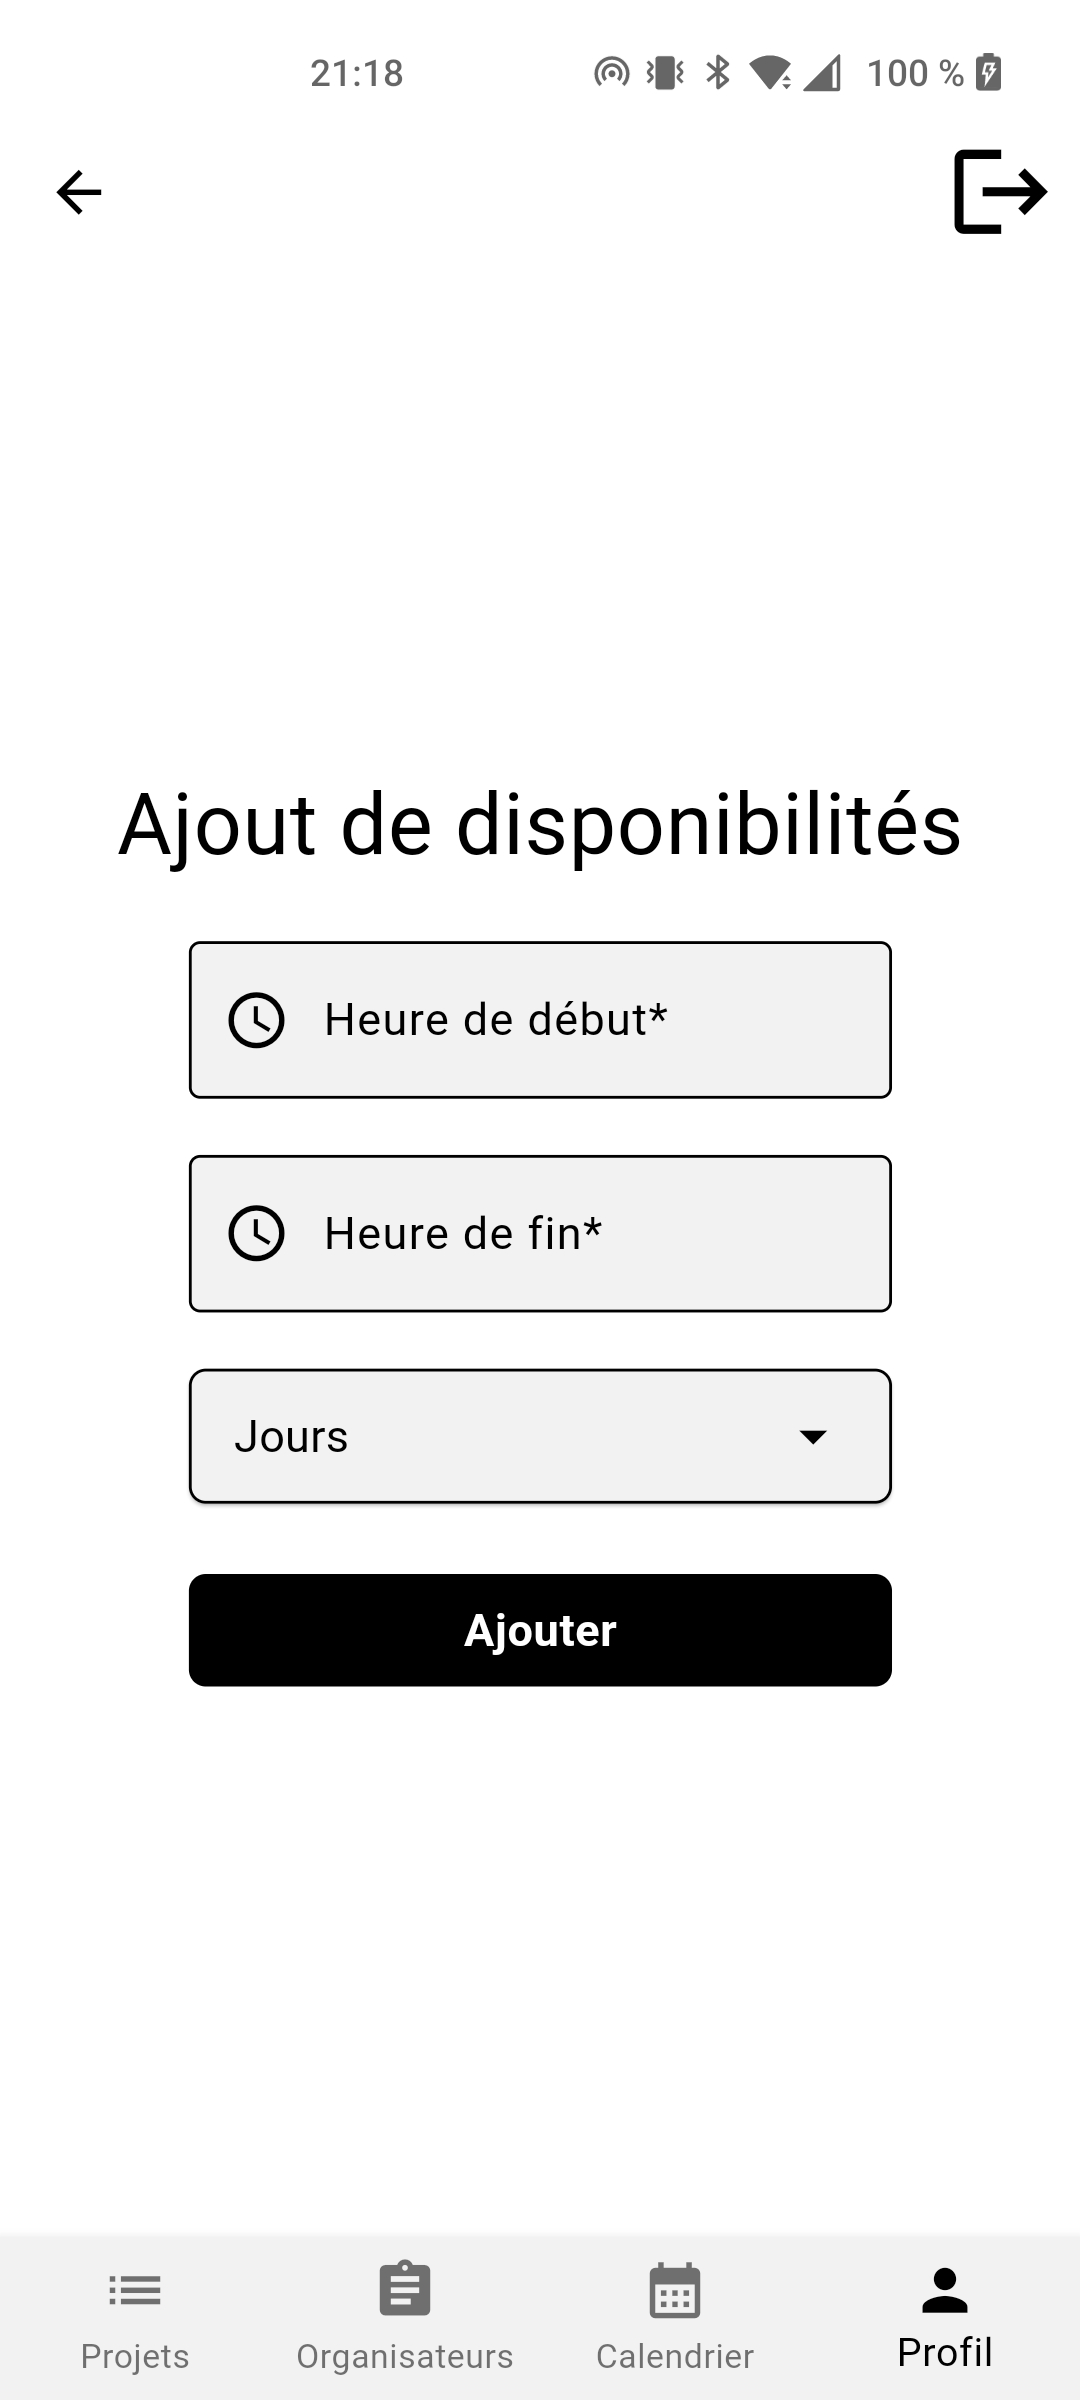 21:18 100 %
Ajout de disponibilités
Heure de début*
Heure de fin*
Jours
Ajouter
Projets Organisateurs Calendrier Profil